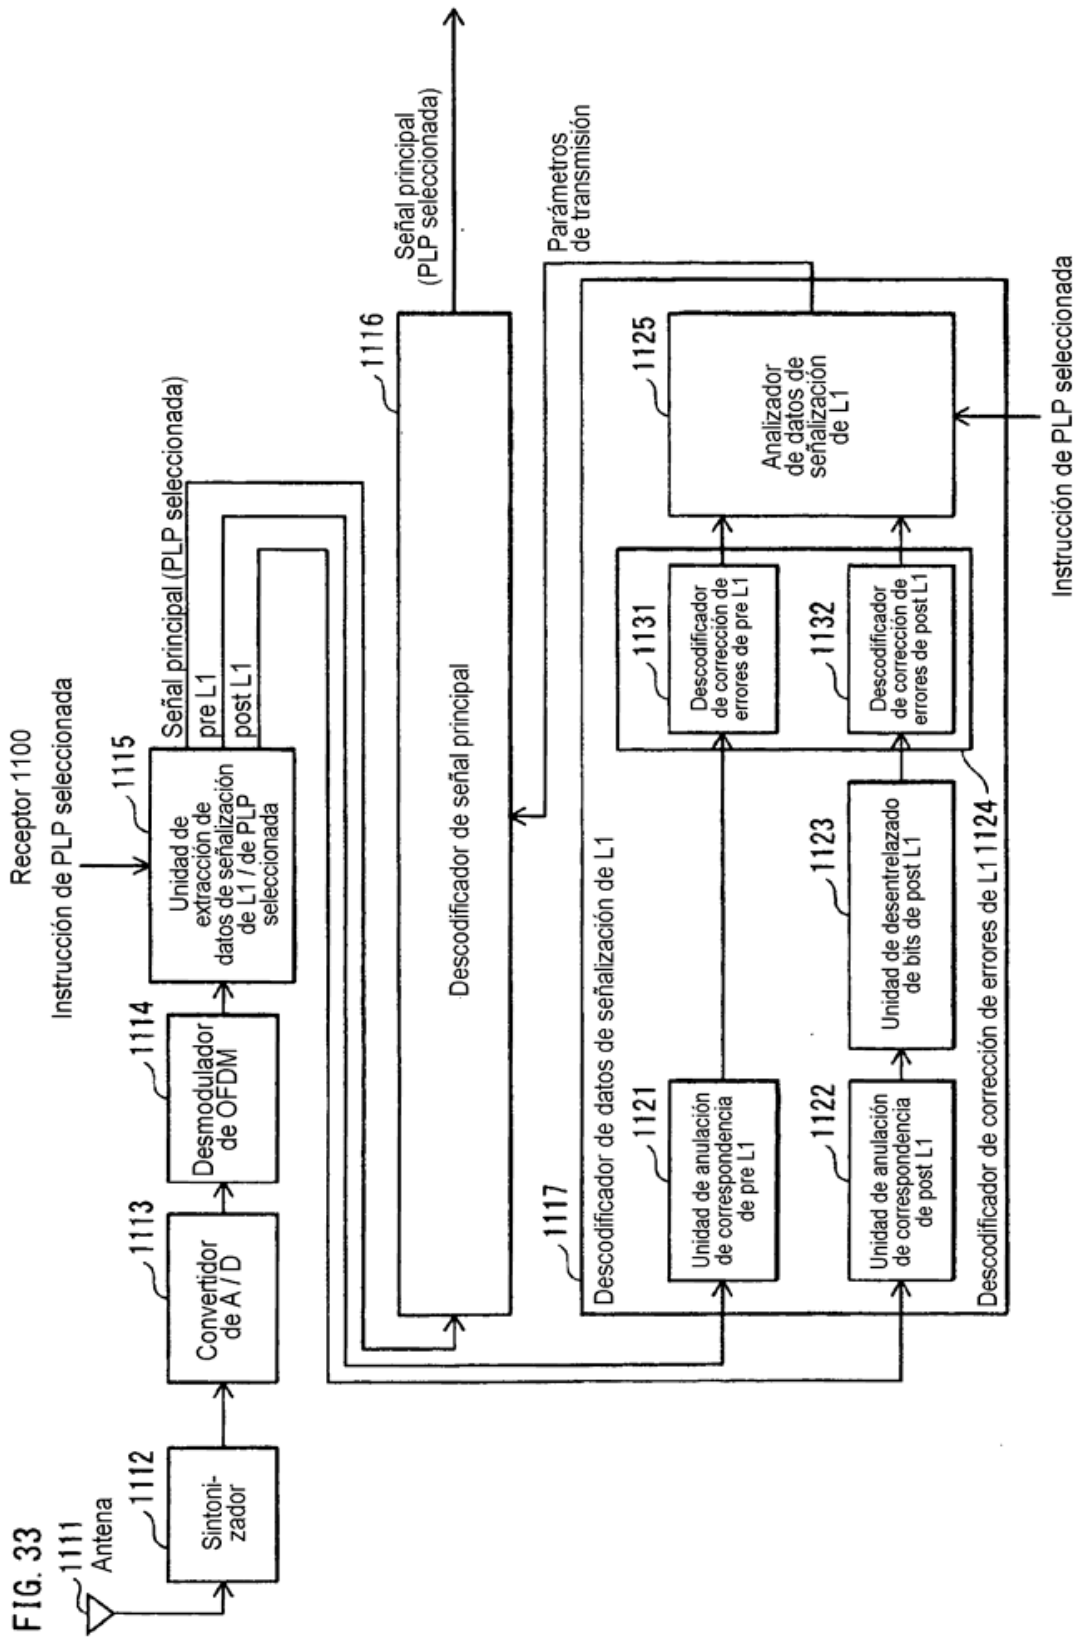 FIG. 33
Receptor 1100
1111
Antena
1112
Sintoni-
zador
1113
Convertidor
de A / D
1114
Desmodulador
de OFDM
Instrucción de PLP seleccionada
1115
Unidad de
extracción de
datos de señalización
de L1 / de PLP
seleccionada
Señal principal (PLP seleccionada)
pre L1
post L1
1116
Descodificador de señal principal
Señal principal
(PLP seleccionada)
Parámetros
de transmisión
1117
Descodificador de datos de señalización de L1
1121
Unidad de anulación
de correspondencia
de pre L1
1122
Unidad de anulación
de correspondencia
de post L1
1123
Unidad de desentrelazado
de bits de post L1
1131
Descodificador
de corrección de
errores de pre L1
1132
Descodificador
de corrección de
errores de post L1
Descodificador de corrección de errores de L1 1124
1125
Analizador
de datos de
señalización
de L1
Instrucción de PLP seleccionada